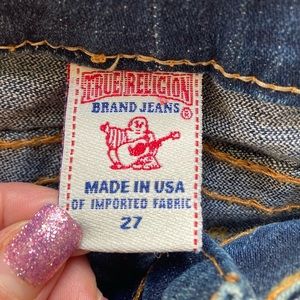 TRUE RELIGION
BRAND JEANS ®
MADE IN USA
OF IMPORTED FABRIC
27